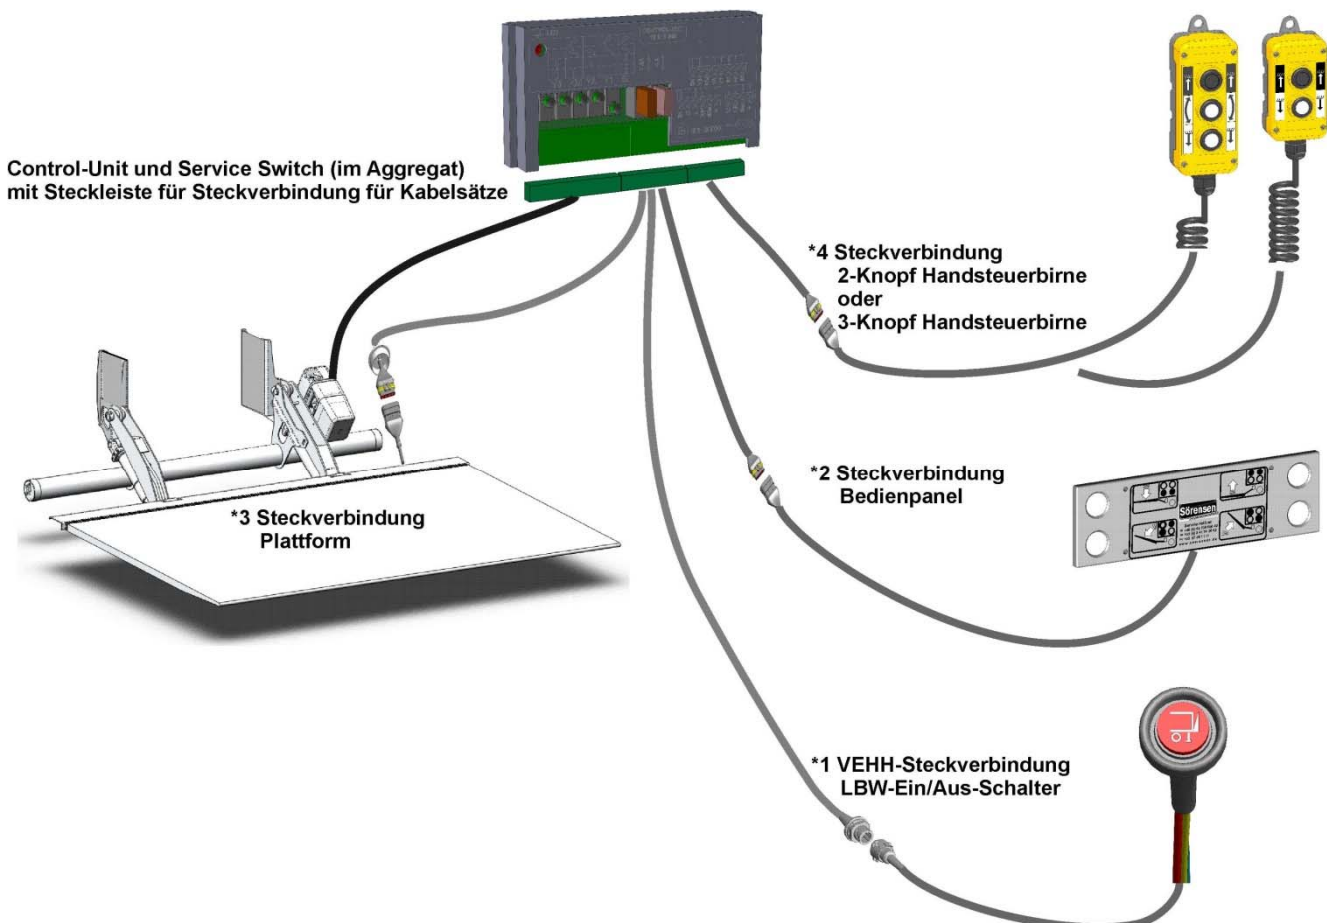 Control-Unit und Service Switch (im Aggregat)
mit Steckleiste für Steckverbindung für Kabelsätze
*4 Steckverbindung
2-Knopf Handsteuerbirne
oder
3-Knopf Handsteuerbirne
*2 Steckverbindung
Bedienpanel
Sörensen
*3 Steckverbindung
Plattform
*1 VEHH-Steckverbindung
LBW-Ein/Aus-Schalter